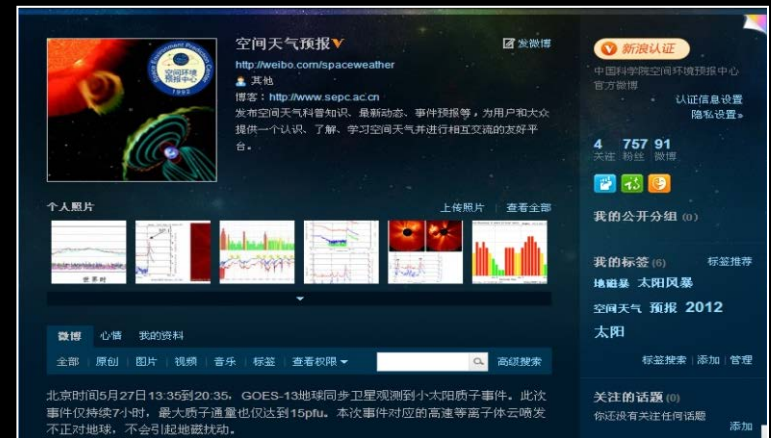 空间环境
预报中心
1992
空间天气预报
发微博
http://weibo.com/spaceweather
其他
博客：http://www.sepc.ac.cn
发布空间天气科普知识、最新动态、事件预报等，为用户和大众
提供一个认识、了解、学习空间天气并进行相互交流的友好平
台。
个人照片
上传照片 查看全部
世界时
微博 心情 我的资料
全部 原创 图片 视频 音乐 标签 查看权限 高级搜索
北京时间5月27日13:35到20:35，GOES-13地球同步卫星观测到小太阳质子事件。此次
事件仅持续7小时，最大质子通量也仅达到15pfu。本次事件对应的高速等离子体云喷发
不正对地球，不会引起地磁扰动。
新浪认证
中国科学院空间环境预报中心
官方微博
认证信息设置
隐私设置»
4 757 91
关注 粉丝 微博
我的公开分组 (0)
我的标签 (6) 标签推荐
地磁暴 太阳风暴
空间天气 预报 2012
太阳
标签搜索 添加 管理
关注的话题 (0)
你还没有关注任何话题
添加